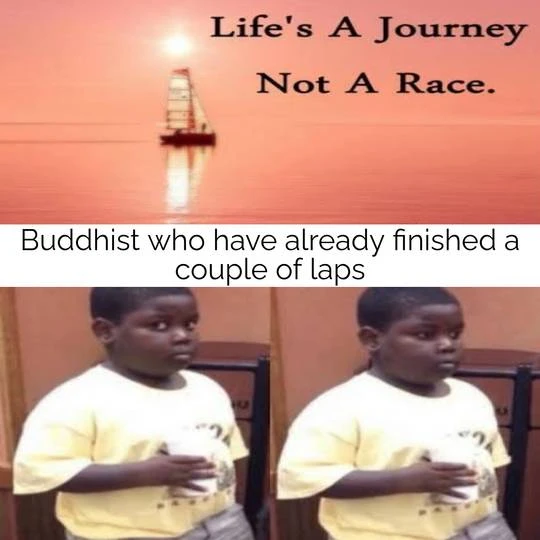 Life's A Journey
Not A Race.
Buddhist who have already finished a
couple of laps